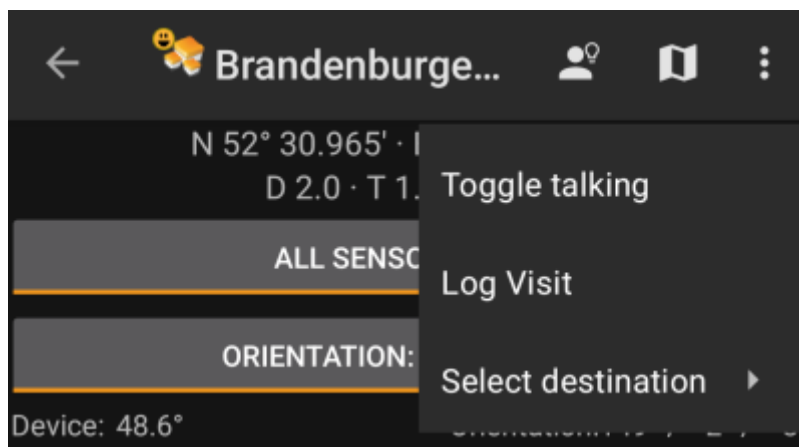 Brandenburge...
N 52° 30.965' ·
D 2.0 · T 1.
Toggle talking
ALL SENSO
Log Visit
ORIENTATION:
Select destination
Device: 48.6°